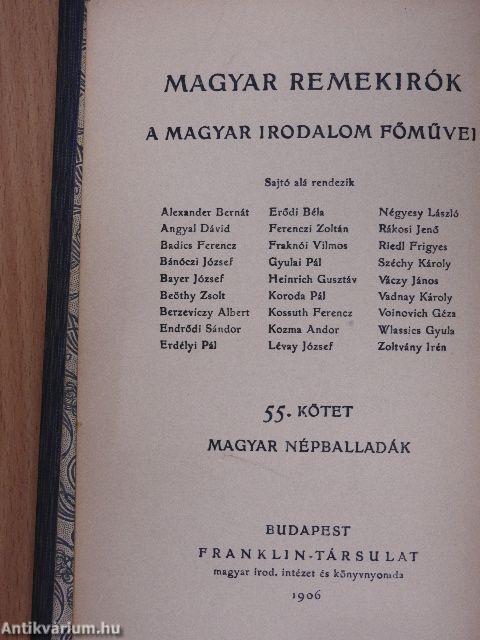 MAGYAR REMEKIRÓK
A MAGYAR IRODALOM FŐMŰVEI
Sajtó alá rendezik
Alexander Bernát
Angyal Dávid
Badics Ferencz
Bánóczi József
Bayer József
Beöthy Zsolt
Berzeviczy Albert
Endrődi Sándor
Erdélyi Pál
Erődi Béla
Ferenczi Zoltán
Fraknói Vilmos
Gyulai Pál
Heinrich Gusztáv
Koroda Pál
Kossuth Ferencz
Kozma Andor
Lévay József
Négyesy László
Rákosi Jenő
Riedl Frigyes
Széchy Károly
Váczy János
Vadnay Károly
Voinovich Géza
Wlassics Gyula
Zoltvány Irén
55. KÖTET
MAGYAR NÉPBALLADÁK
BUDAPEST
FRANKLIN-TÁRSULAT
magyar irod. intézet és könyvnyomda
1906
Antikvarium.hu